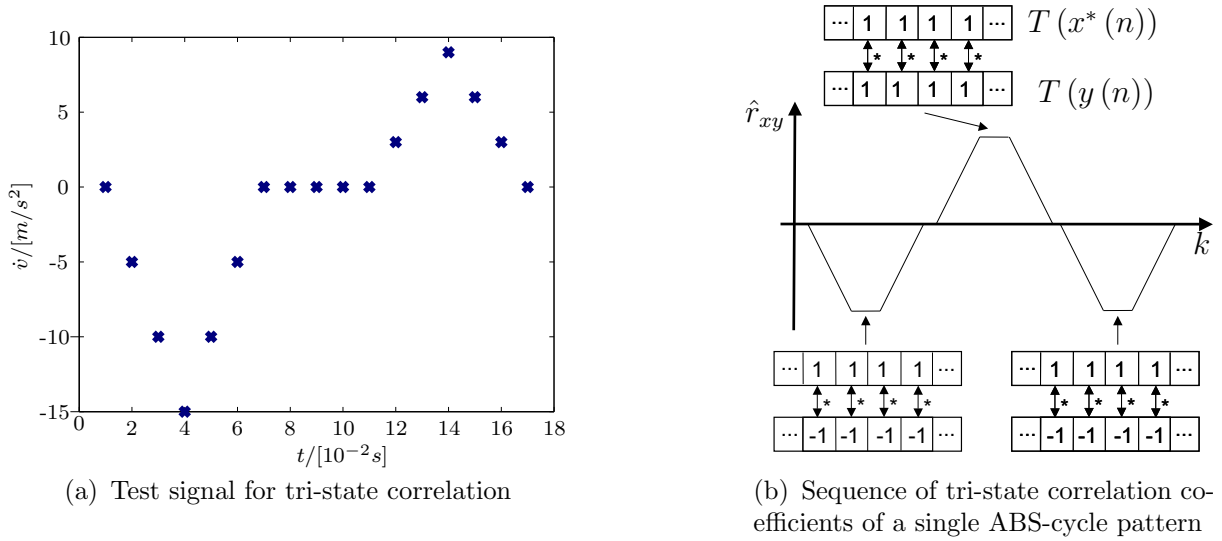 10
5
0
-5
-10
-15
0 2 4 6 8 10 12 14 16 18
v̇/[m/s²]
t/[10⁻²s]
(a) Test signal for tri-state correlation
... 1 1 1 1 ... T (x* (n))
* * * *
... 1 1 1 1 ... T (y (n))
r̂xy
k
... 1 1 1 1 ...
* * * *
... -1 -1 -1 -1 ...
... 1 1 1 1 ...
* * * *
... -1 -1 -1 -1 ...
(b) Sequence of tri-state correlation co-
efficients of a single ABS-cycle pattern